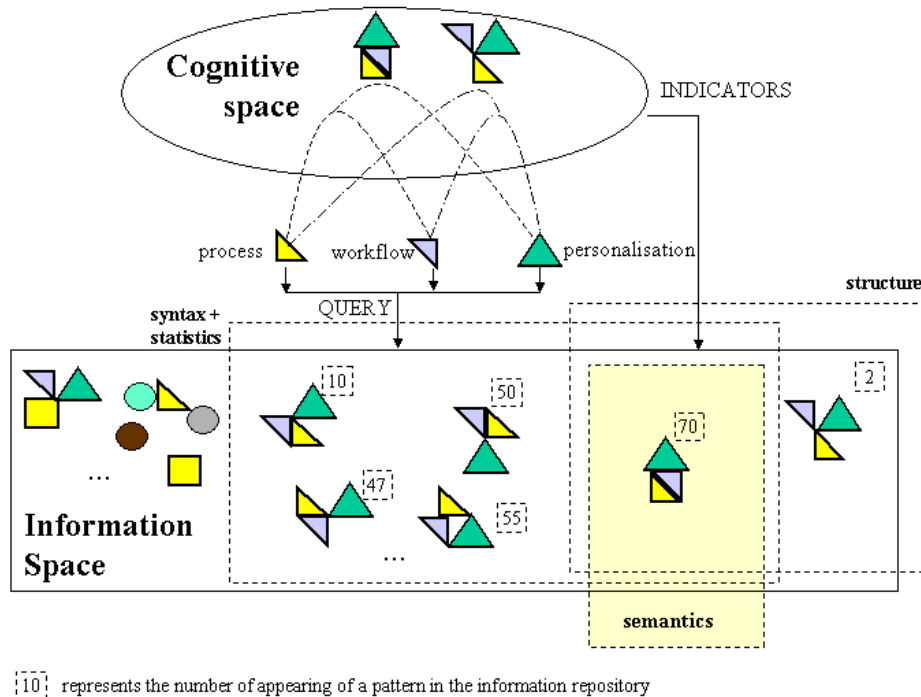 Cognitive
space
INDICATORS
process
workflow
personalisation
structure
syntax +
statistics
QUERY
10
50
2
70
47
55
...
...
Information
Space
semantics
10 represents the number of appearing of a pattern in the information repository